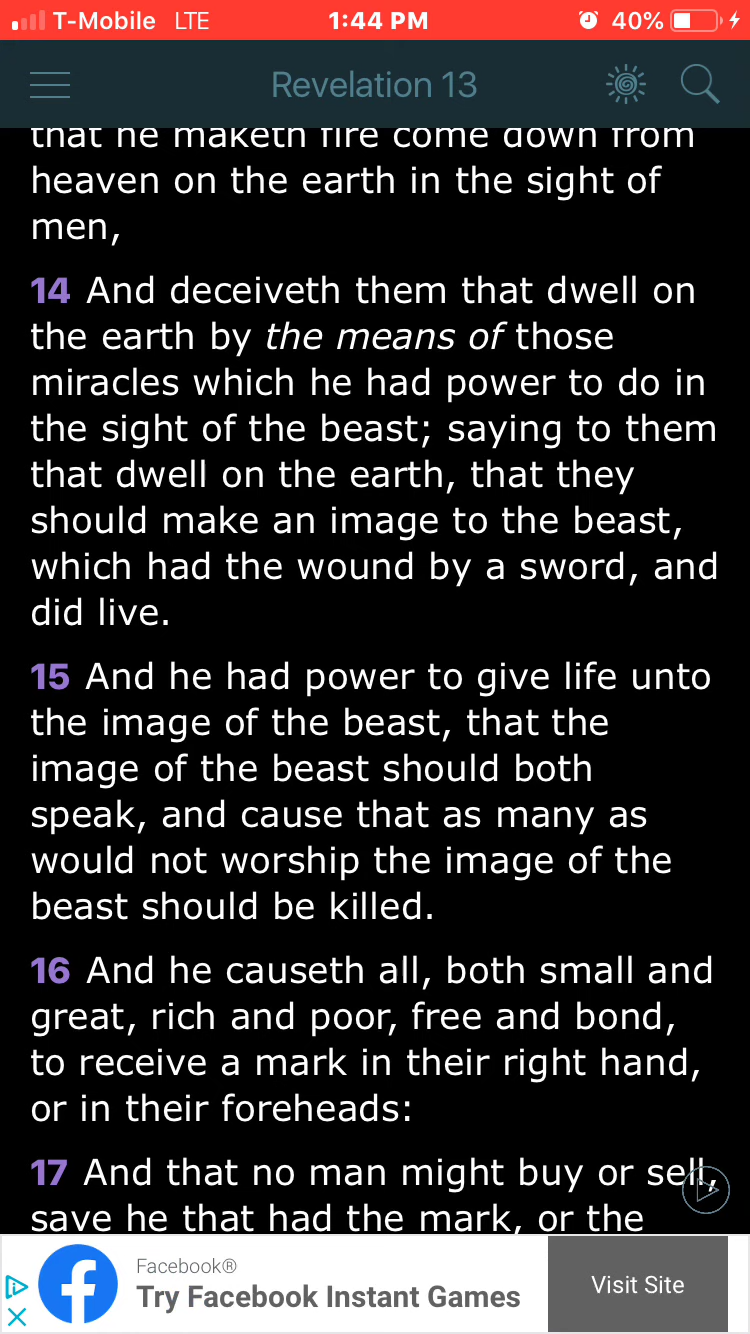 T-Mobile LTE 1:44 PM 40%
Revelation 13
that he maketh fire come down from
heaven on the earth in the sight of
men,
14 And deceiveth them that dwell on
the earth by the means of those
miracles which he had power to do in
the sight of the beast; saying to them
that dwell on the earth, that they
should make an image to the beast,
which had the wound by a sword, and
did live.
15 And he had power to give life unto
the image of the beast, that the
image of the beast should both
speak, and cause that as many as
would not worship the image of the
beast should be killed.
16 And he causeth all, both small and
great, rich and poor, free and bond,
to receive a mark in their right hand,
or in their foreheads:
17 And that no man might buy or sell,
save he that had the mark, or the
Facebook®
Try Facebook Instant Games
Visit Site